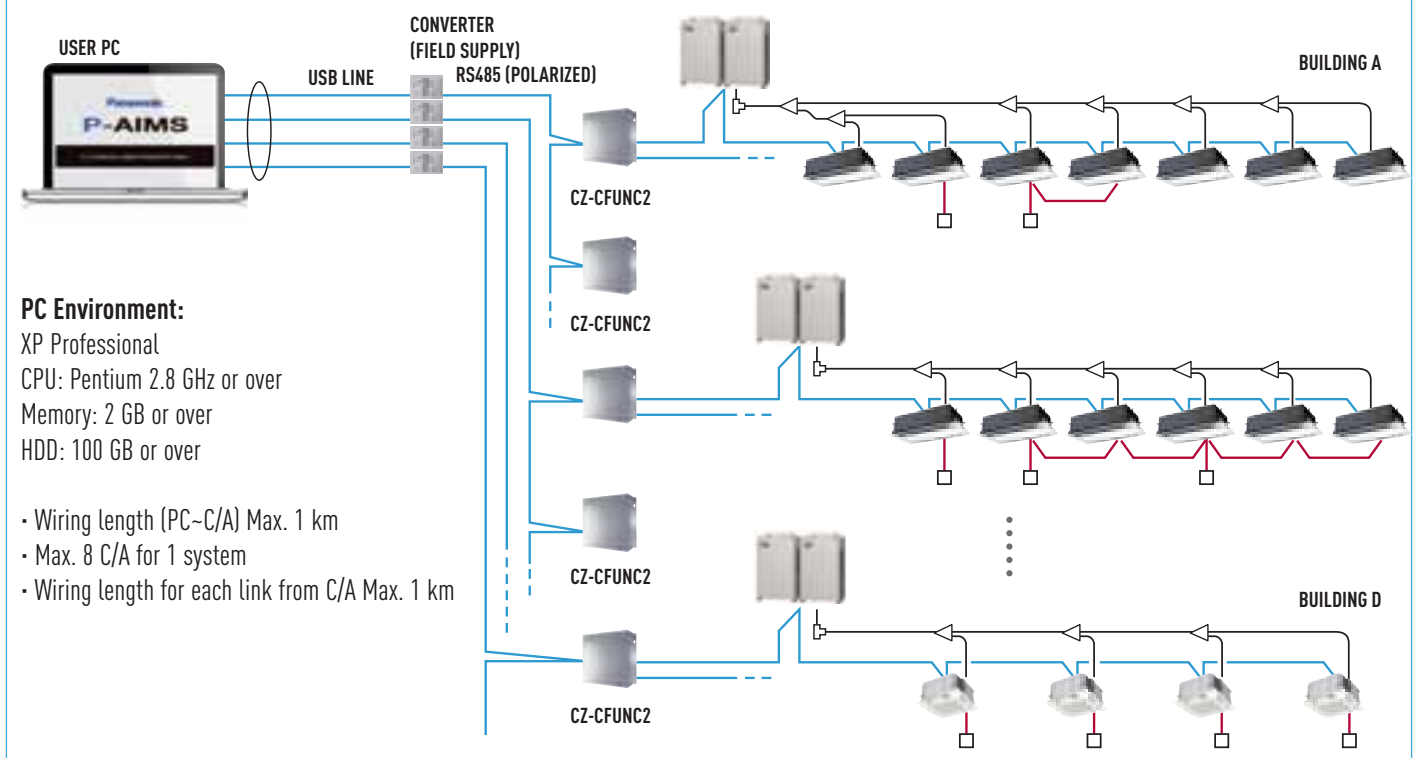 USER PC
USB LINE
CONVERTER
(FIELD SUPPLY)
RS485 (POLARIZED)
BUILDING A
Panasonic
P-AIMS
CZ-CFUNC2
CZ-CFUNC2
PC Environment:
XP Professional
CPU: Pentium 2.8 GHz or over
Memory: 2 GB or over
HDD: 100 GB or over
· Wiring length (PC~C/A) Max. 1 km
· Max. 8 C/A for 1 system
· Wiring length for each link from C/A Max. 1 km
CZ-CFUNC2
CZ-CFUNC2
BUILDING D
CZ-CFUNC2